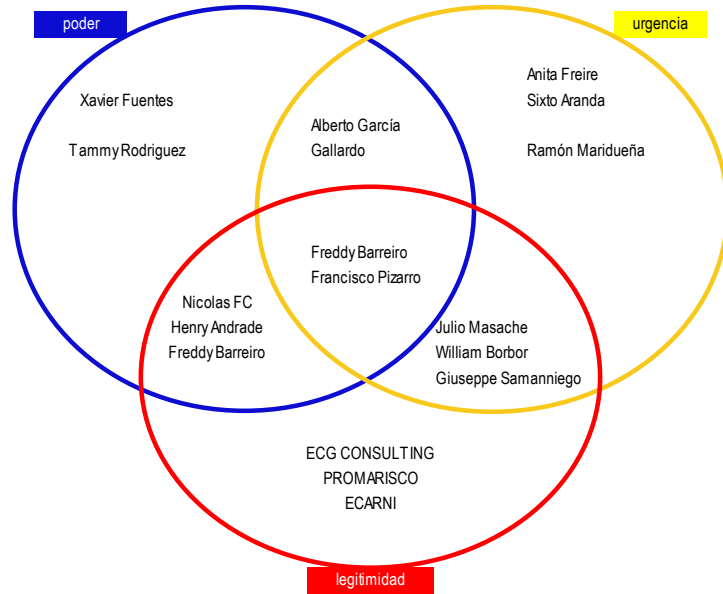 poder
urgencia
Xavier Fuentes
Tammy Rodriguez
Alberto García
Gallardo
Anita Freire
Sixto Aranda
Ramón Maridueña
Freddy Barreiro
Francisco Pizarro
Nicolas FC
Henry Andrade
Freddy Barreiro
Julio Masache
William Borbor
Giuseppe Samanniego
ECG CONSULTING
PROMARISCO
ECARNI
legitimidad